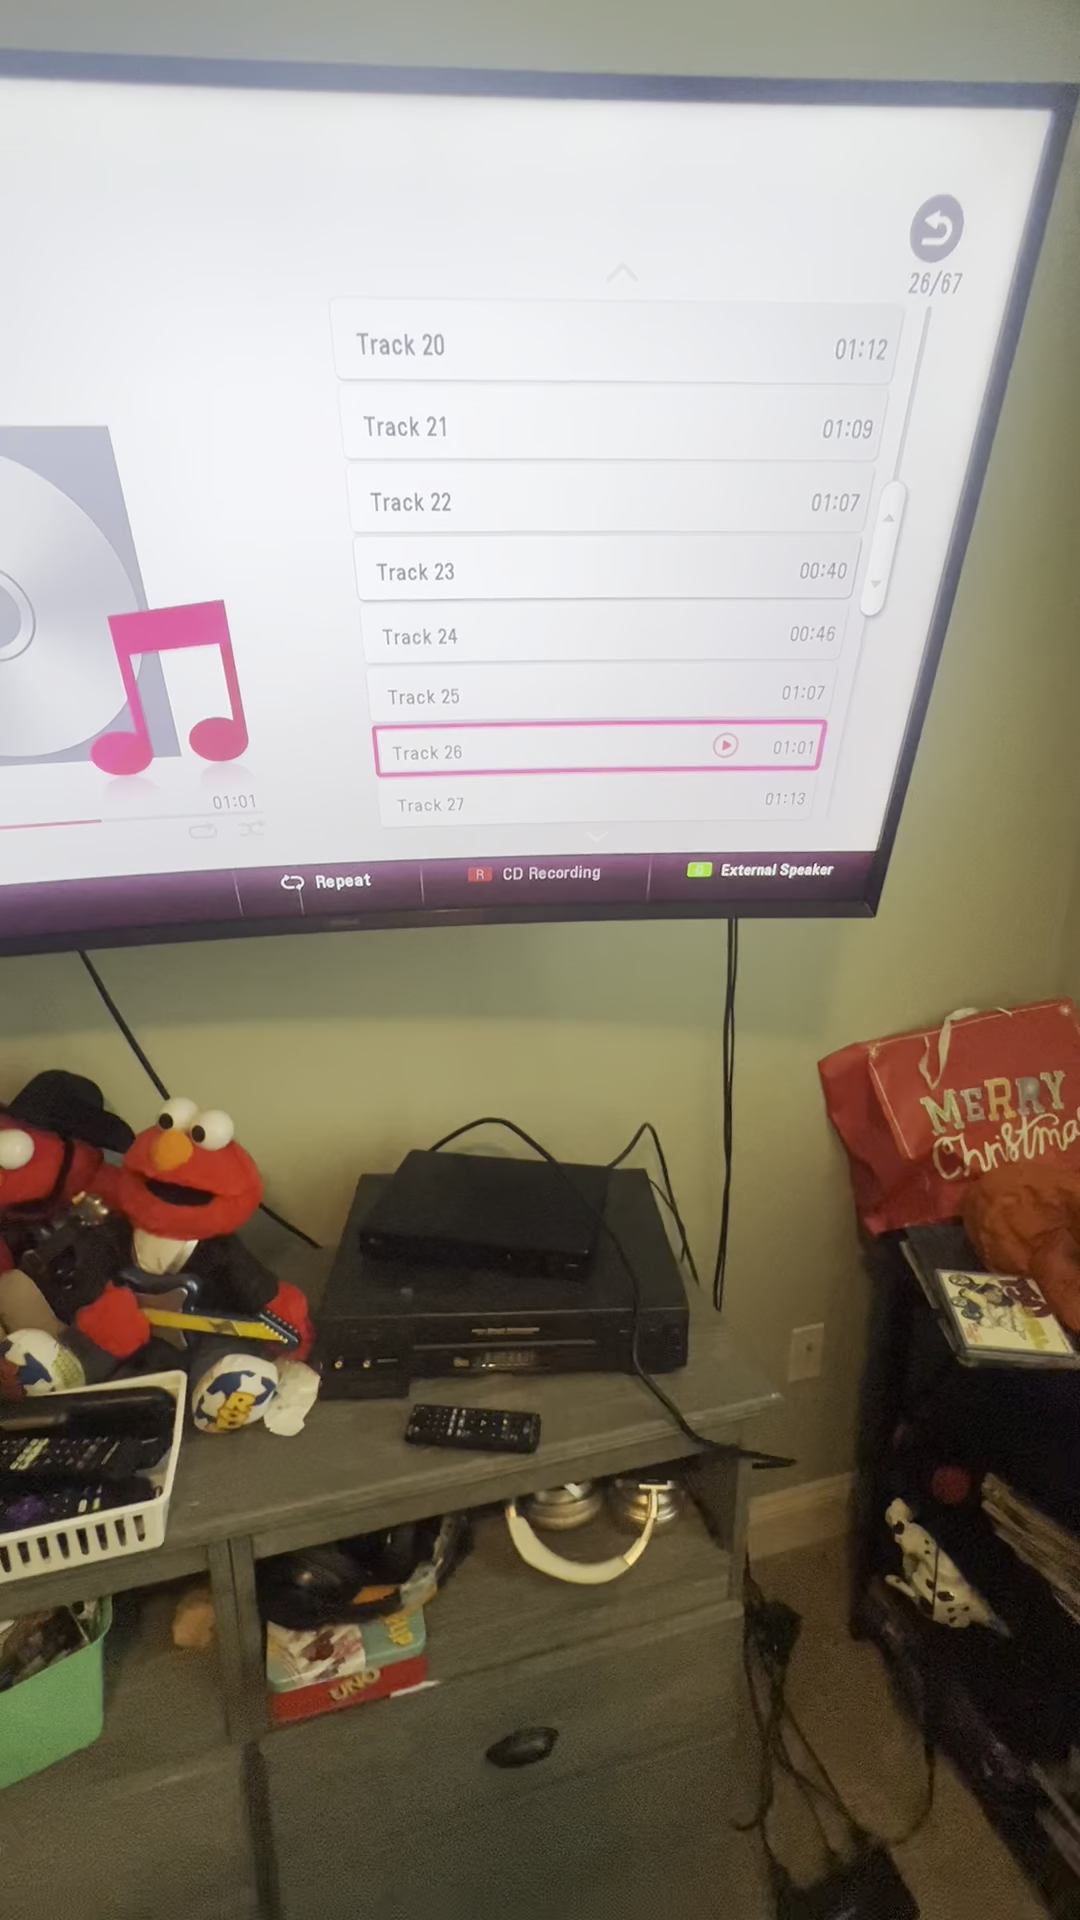 26/67
Track 20 01:12
Track 21 01:09
Track 22 01:07
Track 23 00:40
Track 24 00:46
Track 25 01:07
Track 26 01:01
Track 27 01:13
01:01
Repeat
R CD Recording
External Speaker
MERRY
Christma
UNO